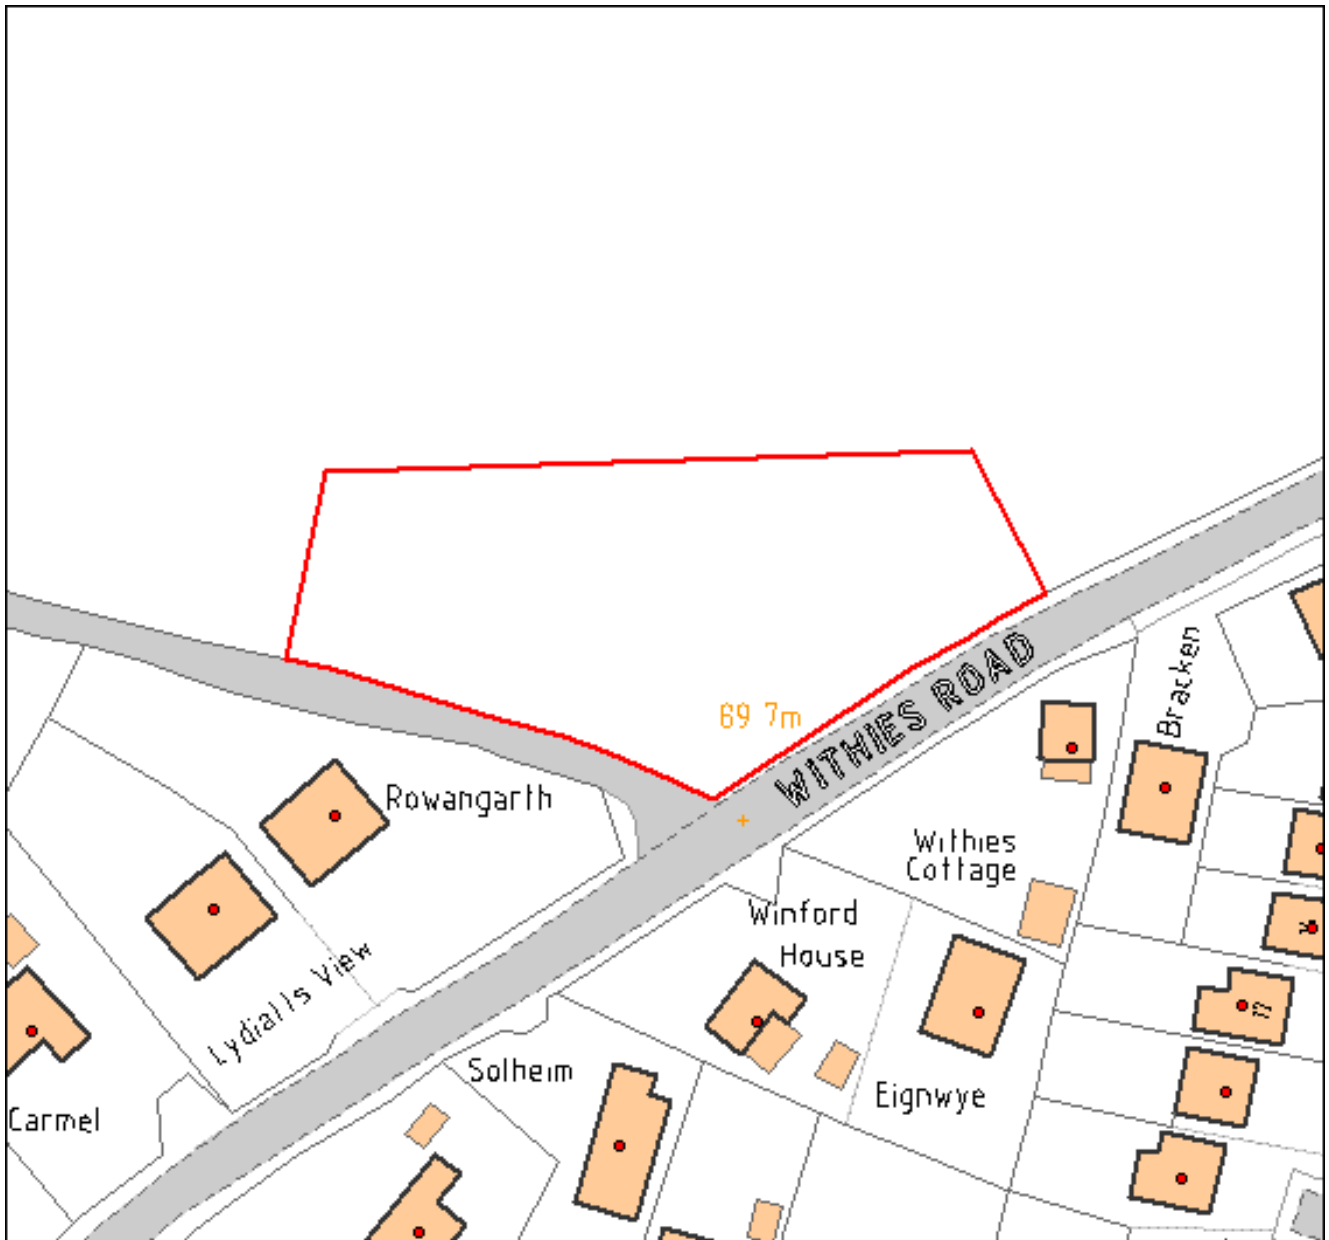 69 7m
WITHIES ROAD
Bracken
Rowangarth
Withies
Cottage
Winford
House
Lydialls View
Solheim
Eignwye
Carmel